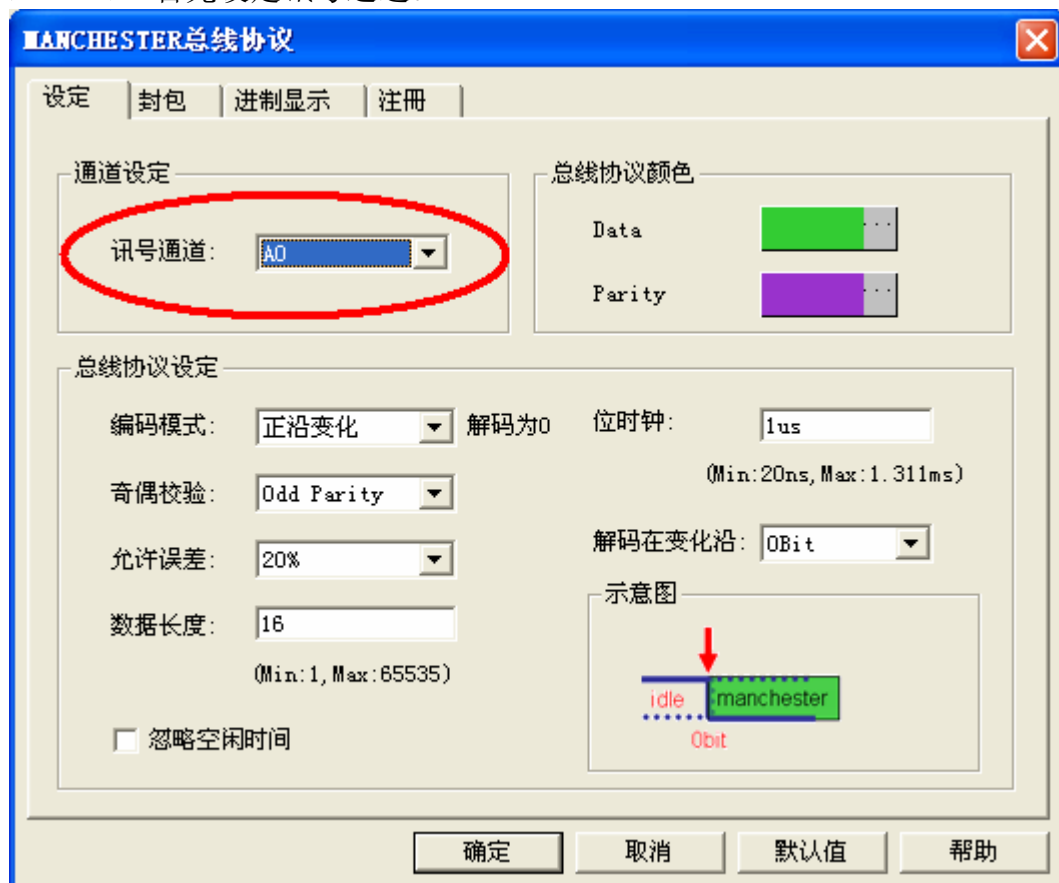 MANCHESTER总线协议
设定 封包 进制显示 注册
通道设定
讯号通道: A0
总线协议颜色
Data ...
Parity ...
总线协议设定
编码模式: 正沿变化 解码为0
奇偶校验: Odd Parity
允许误差: 20%
数据长度: 16
(Min:1,Max:65535)
忽略空闲时间
位时钟: 1us
(Min:20ns,Max:1.311ms)
解码在变化沿: 0Bit
示意图
idle manchester
0bit
确定 取消 默认值 帮助